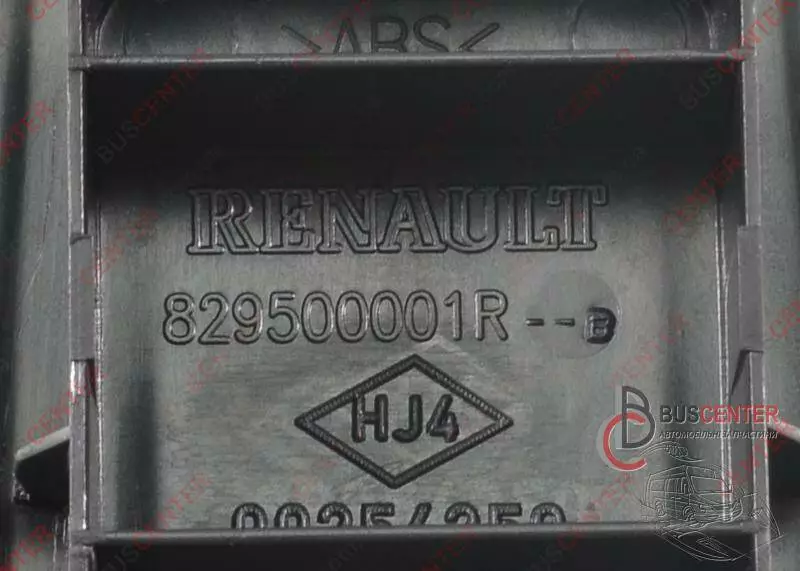 >ABS<
RENAULT
829500001R--B
HJ4
BUSCENTER
АВТОМОБІЛЬНІ ЗАПЧАСТИНИ